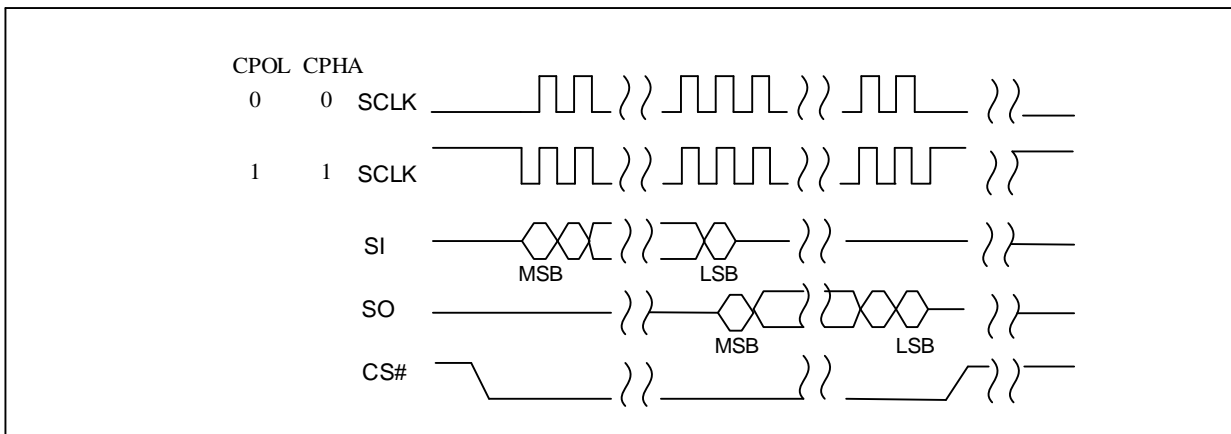 CPOL CPHA
0 0 SCLK
1 1 SCLK
SI
MSB LSB
SO
MSB LSB
CS#